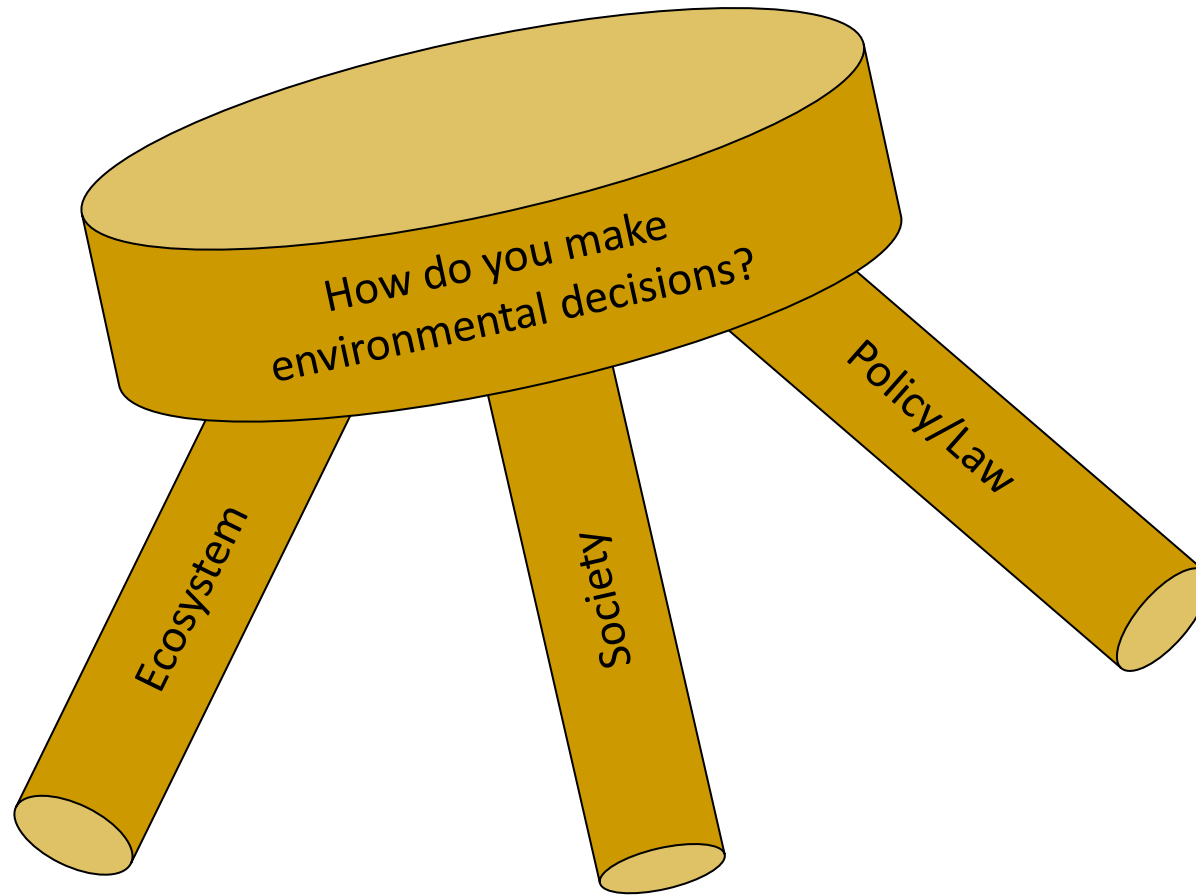 How do you make
environmental decisions?
Ecosystem
Society
Policy/Law